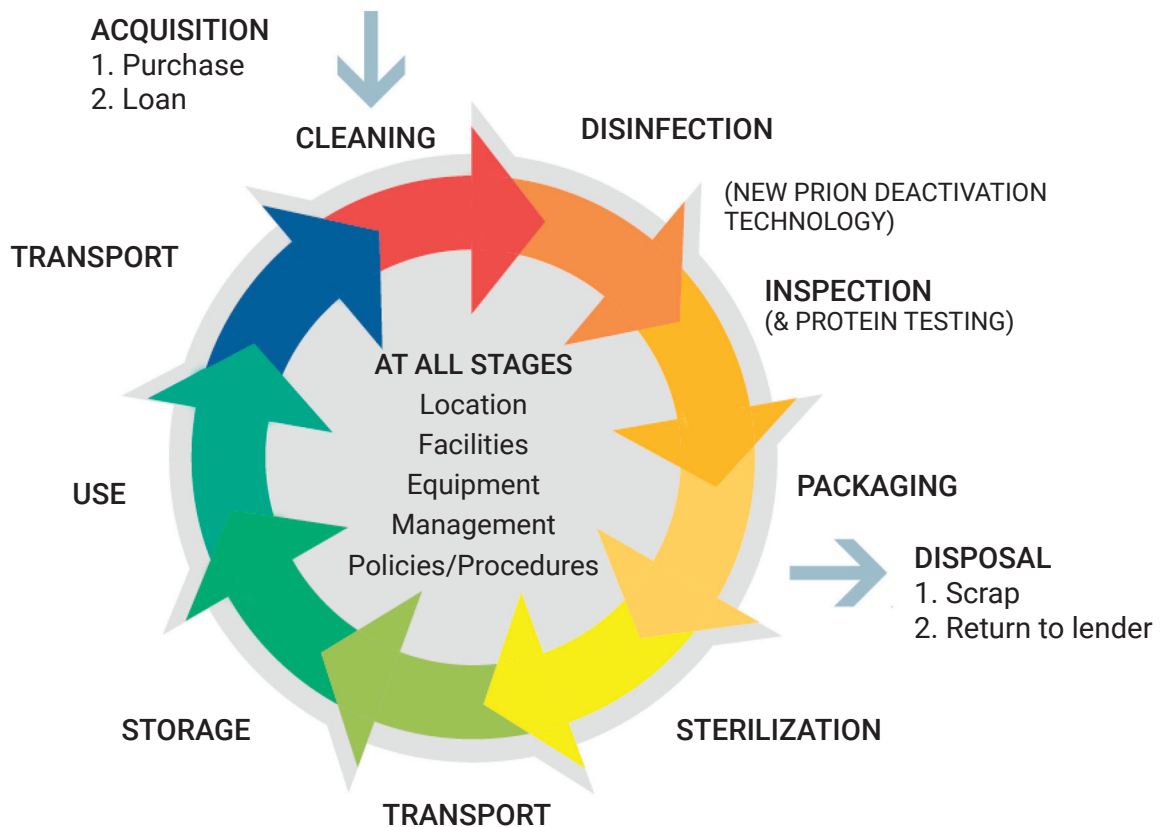 ACQUISITION
1. Purchase
2. Loan
CLEANING
DISINFECTION
(NEW PRION DEACTIVATION
TECHNOLOGY)
INSPECTION
(& PROTEIN TESTING)
PACKAGING
DISPOSAL
1. Scrap
2. Return to lender
STERILIZATION
TRANSPORT
STORAGE
USE
TRANSPORT
AT ALL STAGES
Location
Facilities
Equipment
Management
Policies/Procedures